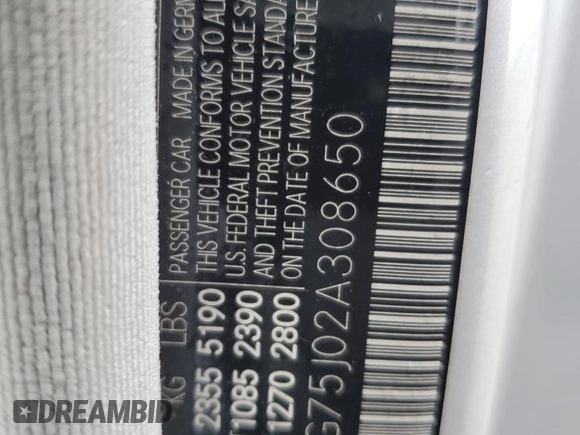 KG LBS PASSENGER CAR MADE IN GERM
2355 5190 THIS VEHICLE CONFORMS TO AL
1085 2390 U.S. FEDERAL MOTOR VEHICLE SA
1270 2800 AND THEFT PREVENTION STANDA
ON THE DATE OF MANUFACTURE
G75J02A308650
DREAMBID